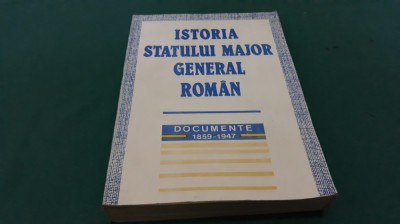 ISTORIA
STATULUI MAJOR
GENERAL
ROMÂN
DOCUMENTE
1859-1947